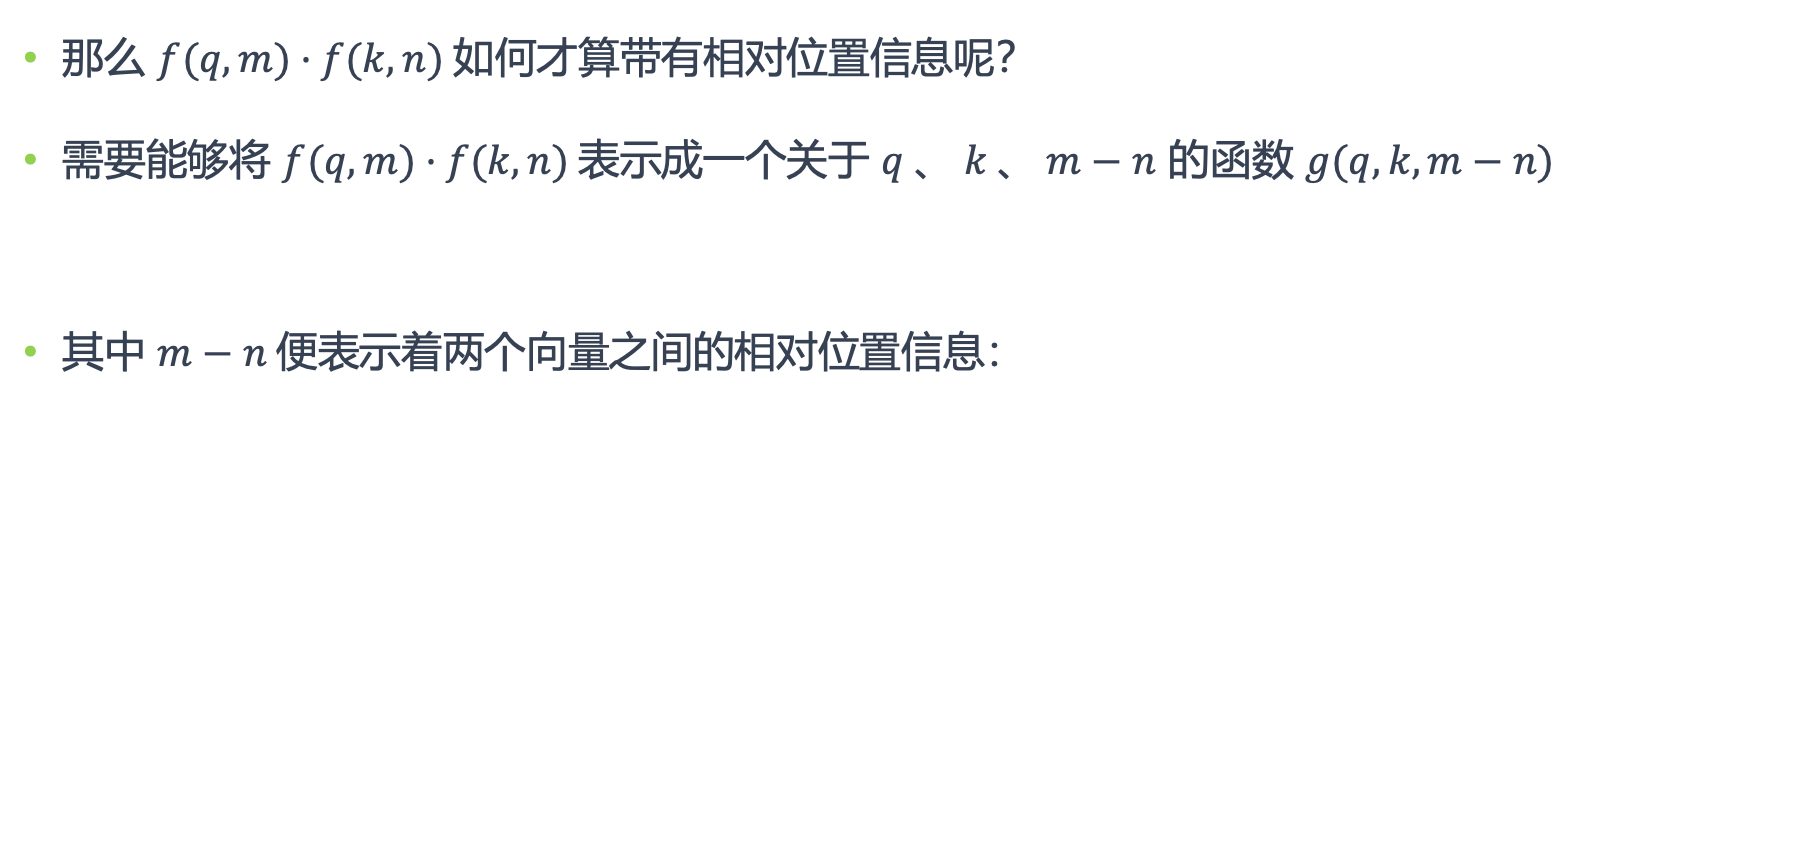 • 那么 f(q,m)·f(k,n) 如何才算带有相对位置信息呢？
• 需要能够将 f(q,m)·f(k,n) 表示成一个关于 q 、 k 、 m − n 的函数 g(q,k,m − n)
• 其中 m − n 便表示着两个向量之间的相对位置信息：